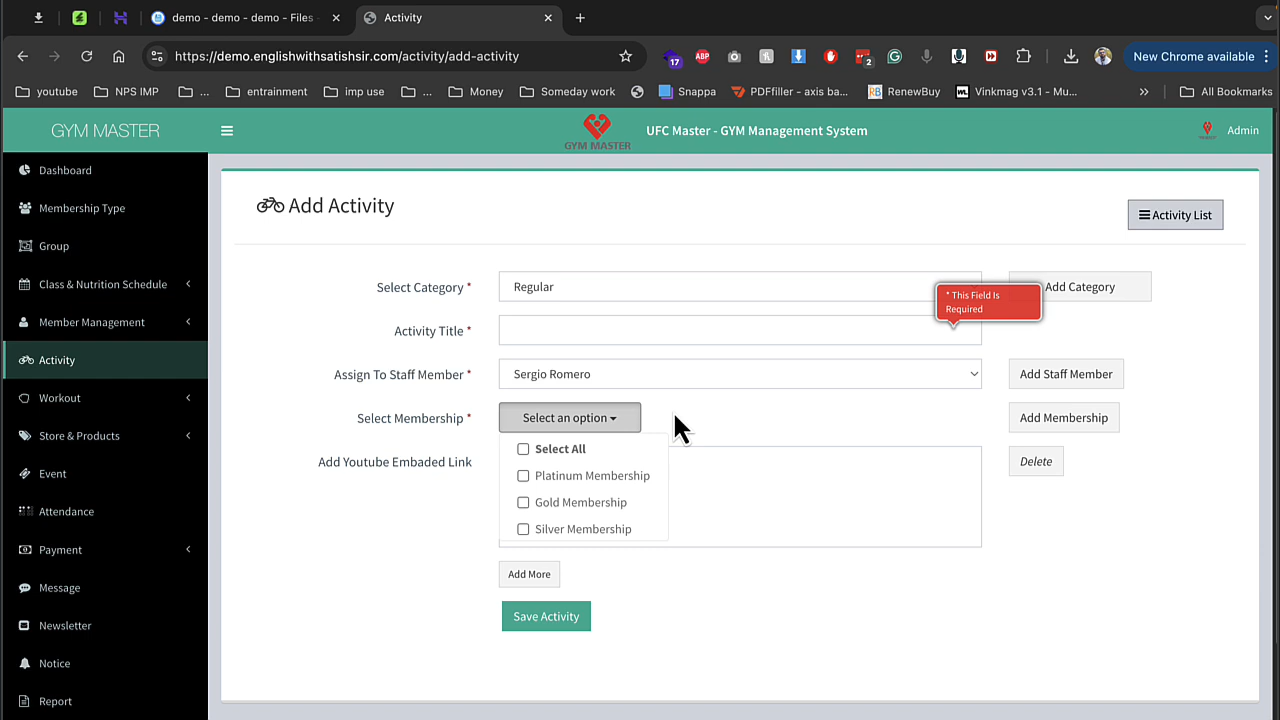 demo - demo - demo - Files
Activity
https://demo.englishwithsatishsir.com/activity/add-activity
17
ABP
2
New Chrome available
youtube
NPS IMP
...
entrainment
imp use
...
Money
Someday work
Snappa
PDFfiller - axis ba...
RenewBuy
Vinkmag v3.1 - Mu...
»
All Bookmarks
GYM MASTER
GYM MASTER
UFC Master - GYM Management System
Admin
Dashboard
Membership Type
Group
Class & Nutrition Schedule
Member Management
Activity
Workout
Store & Products
Event
Attendance
Payment
Message
Newsletter
Notice
Report
Add Activity
Activity List
Select Category *
Regular
Add Category
* This Field Is
Required
Activity Title *
Assign To Staff Member *
Sergio Romero
Add Staff Member
Select Membership *
Select an option
Add Membership
Select All
Platinum Membership
Gold Membership
Silver Membership
Add Youtube Embaded Link
Delete
Add More
Save Activity